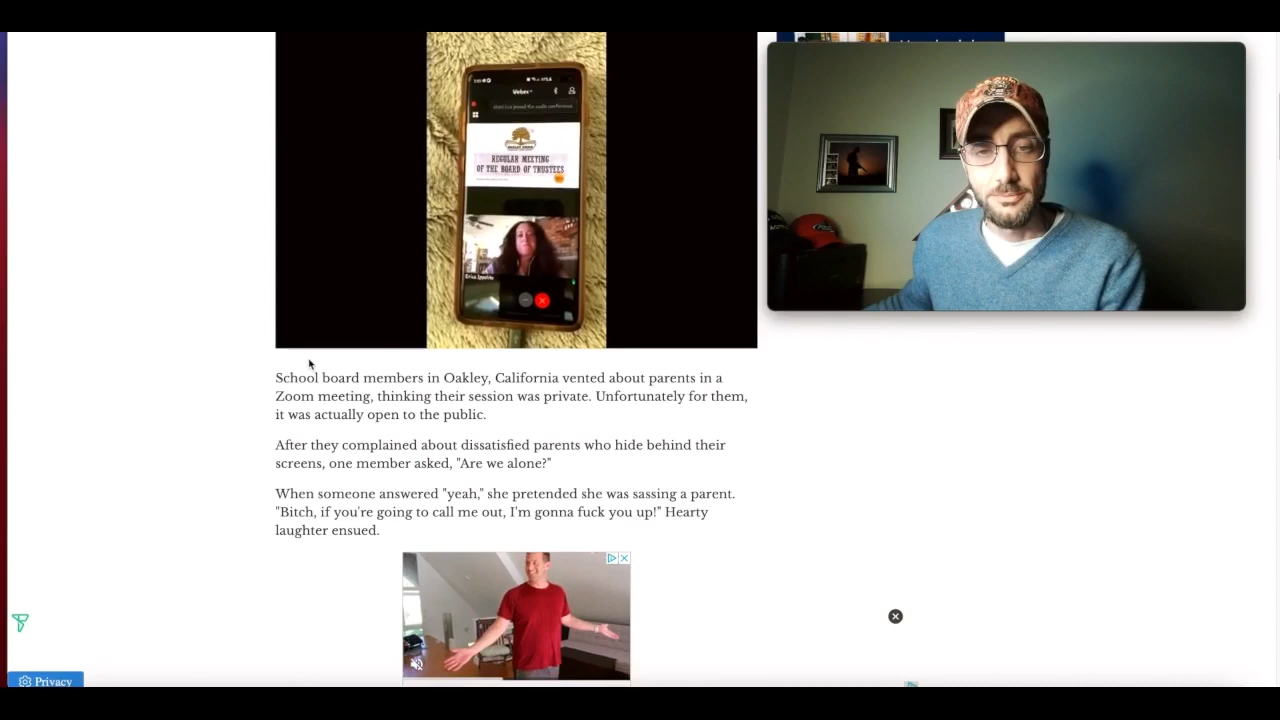 Webex
REGULAR MEETING
OF THE BOARD OF TRUSTEES
Erica Ippolito
School board members in Oakley, California vented about parents in a
Zoom meeting, thinking their session was private. Unfortunately for them,
it was actually open to the public.
After they complained about dissatisfied parents who hide behind their
screens, one member asked, "Are we alone?"
When someone answered "yeah," she pretended she was sassing a parent.
"Bitch, if you're going to call me out, I'm gonna fuck you up!" Hearty
laughter ensued.
Privacy